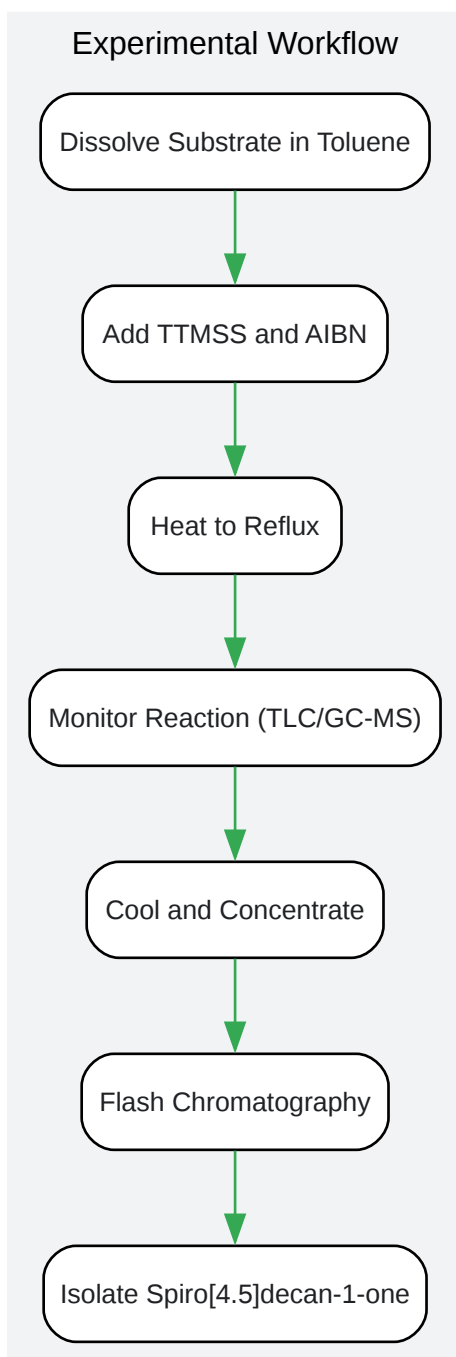 Experimental Workflow
Dissolve Substrate in Toluene
Add TTMSS and AIBN
Heat to Reflux
Monitor Reaction (TLC/GC-MS)
Cool and Concentrate
Flash Chromatography
Isolate Spiro[4.5]decan-1-one